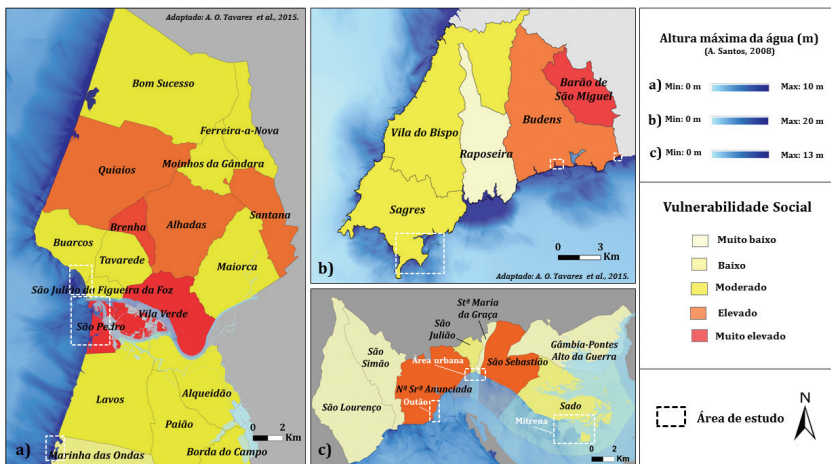 Adaptado: A. O. Tavares et al., 2015.
Bom Sucesso
Ferreira-a-Nova
Moinhos da Gândara
Quiaios
Santana
Brenha
Alhadas
Buarcos
Tavarede
Maiorca
São Julião da Figueira da Foz
São Pedro
Vila Verde
Lavos
Alqueidão
Paião
Marinha das Ondas
Borda do Campo
0 2
Km
a)
Barão de
São Miguel
Budens
Vila do Bispo
Raposeira
Sagres
0 3
Km
b)
Adaptado: A. O. Tavares et al., 2015.
Stª Maria
da Graça
São
Julião
Gâmbia-Pontes
Alto da Guerra
São
Simão
Área urbana
São Sebastião
Nª Srª Anunciada
Outão
São Lourenço
Sado
Mitrena
0 2
Km
c)
Altura máxima da água (m)
(A. Santos, 2008)
a) Min: 0 m Max: 10 m
b) Min: 0 m Max: 20 m
c) Min: 0 m Max: 13 m
Vulnerabilidade Social
Muito baixo
Baixo
Moderado
Elevado
Muito elevado
Área de estudo
N